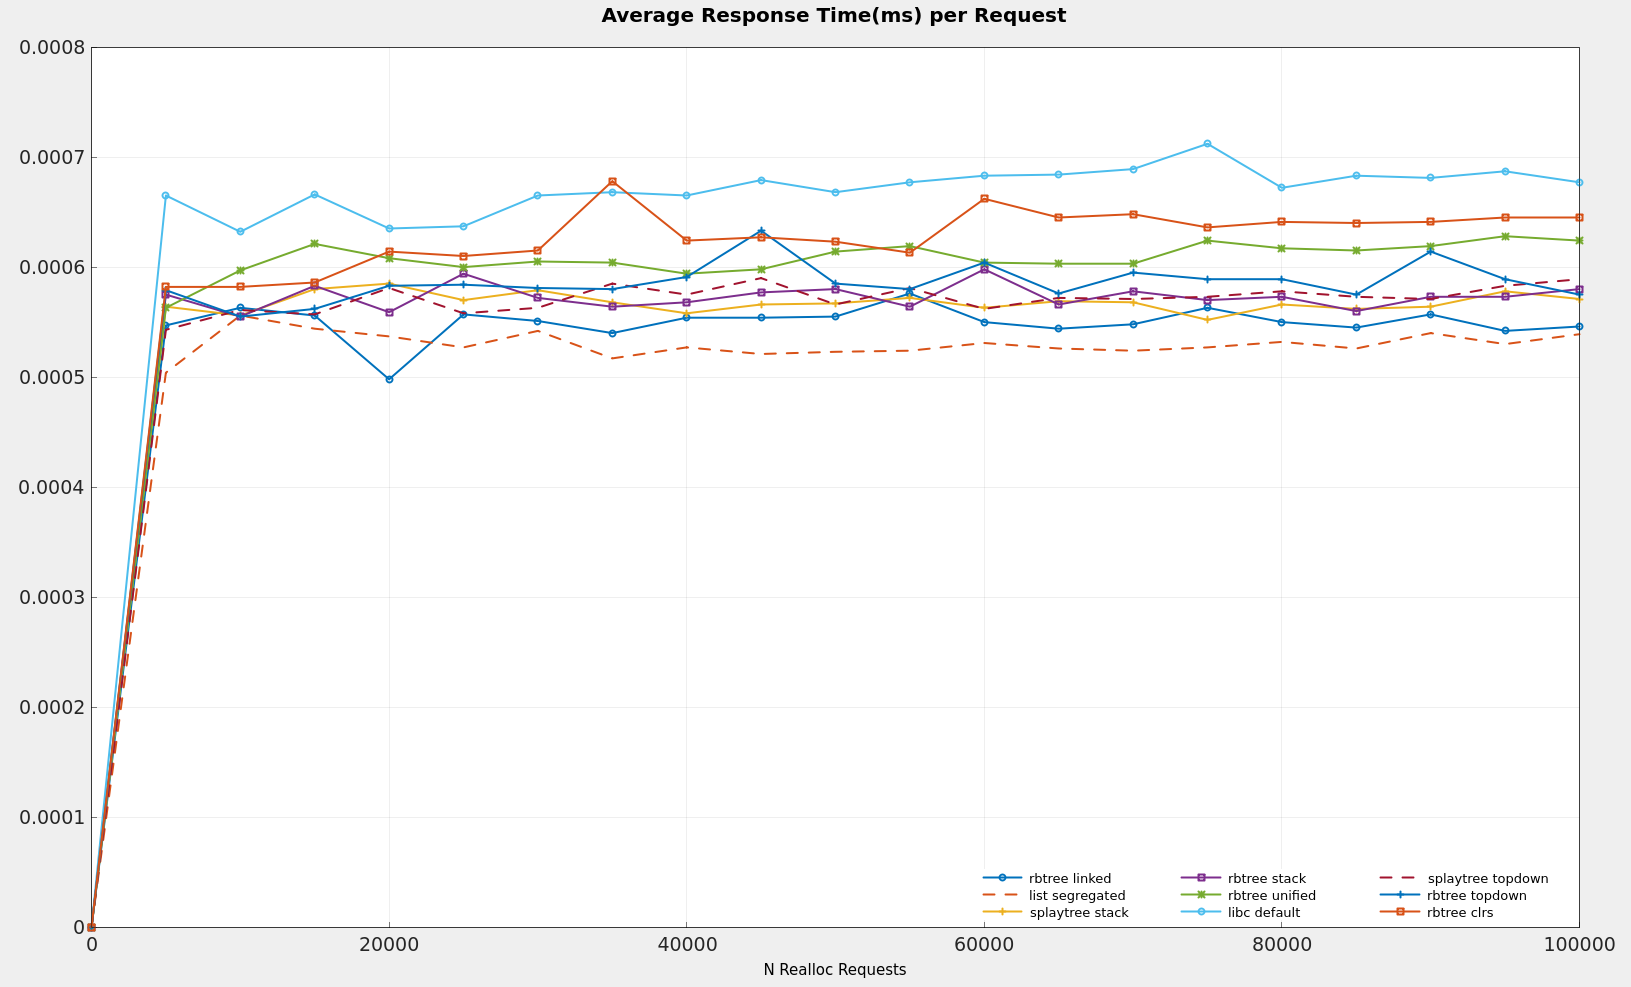 Average Response Time(ms) per Request
0.0008
0.0007
0.0006
0.0005
0.0004
0.0003
0.0002
0.0001
0
rbtree linked
list segregated
splaytree stack
rbtree stack
rbtree unified
libc default
splaytree topdown
rbtree topdown
rbtree clrs
0 20000 40000 60000 80000 100000
N Realloc Requests